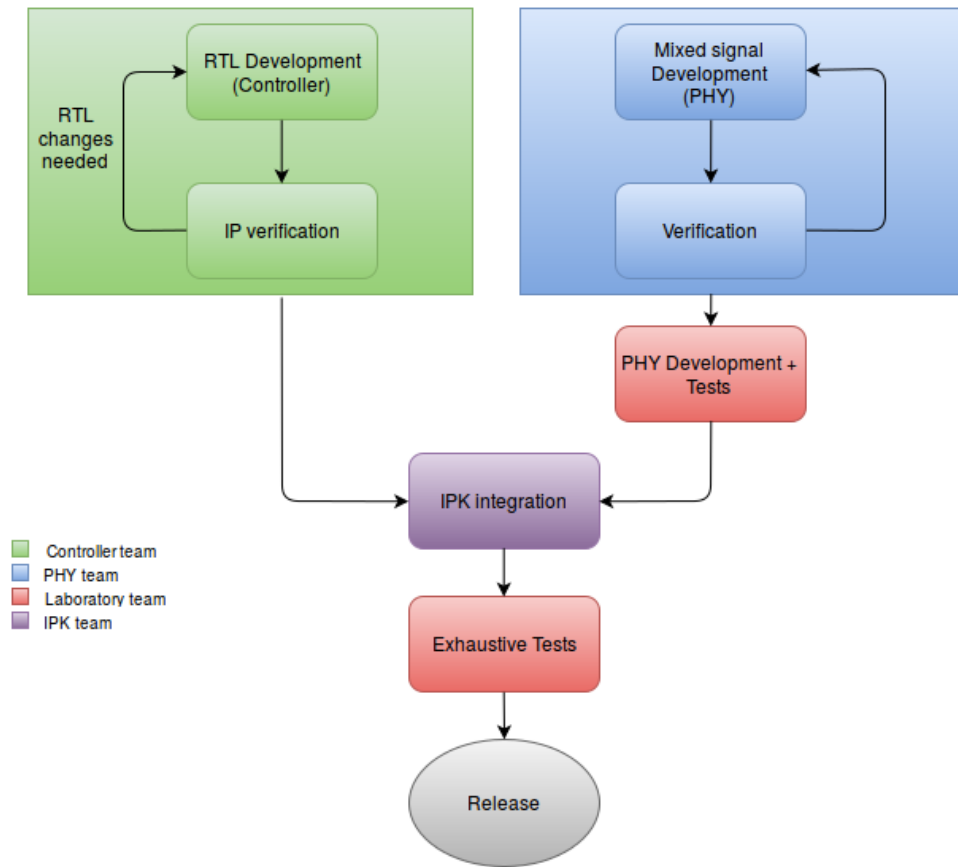 RTL Development
(Controller)
RTL
changes
needed
IP verification
Mixed signal
Development
(PHY)
Verification
PHY Development +
Tests
IPK integration
Controller team
PHY team
Laboratory team
IPK team
Exhaustive Tests
Release